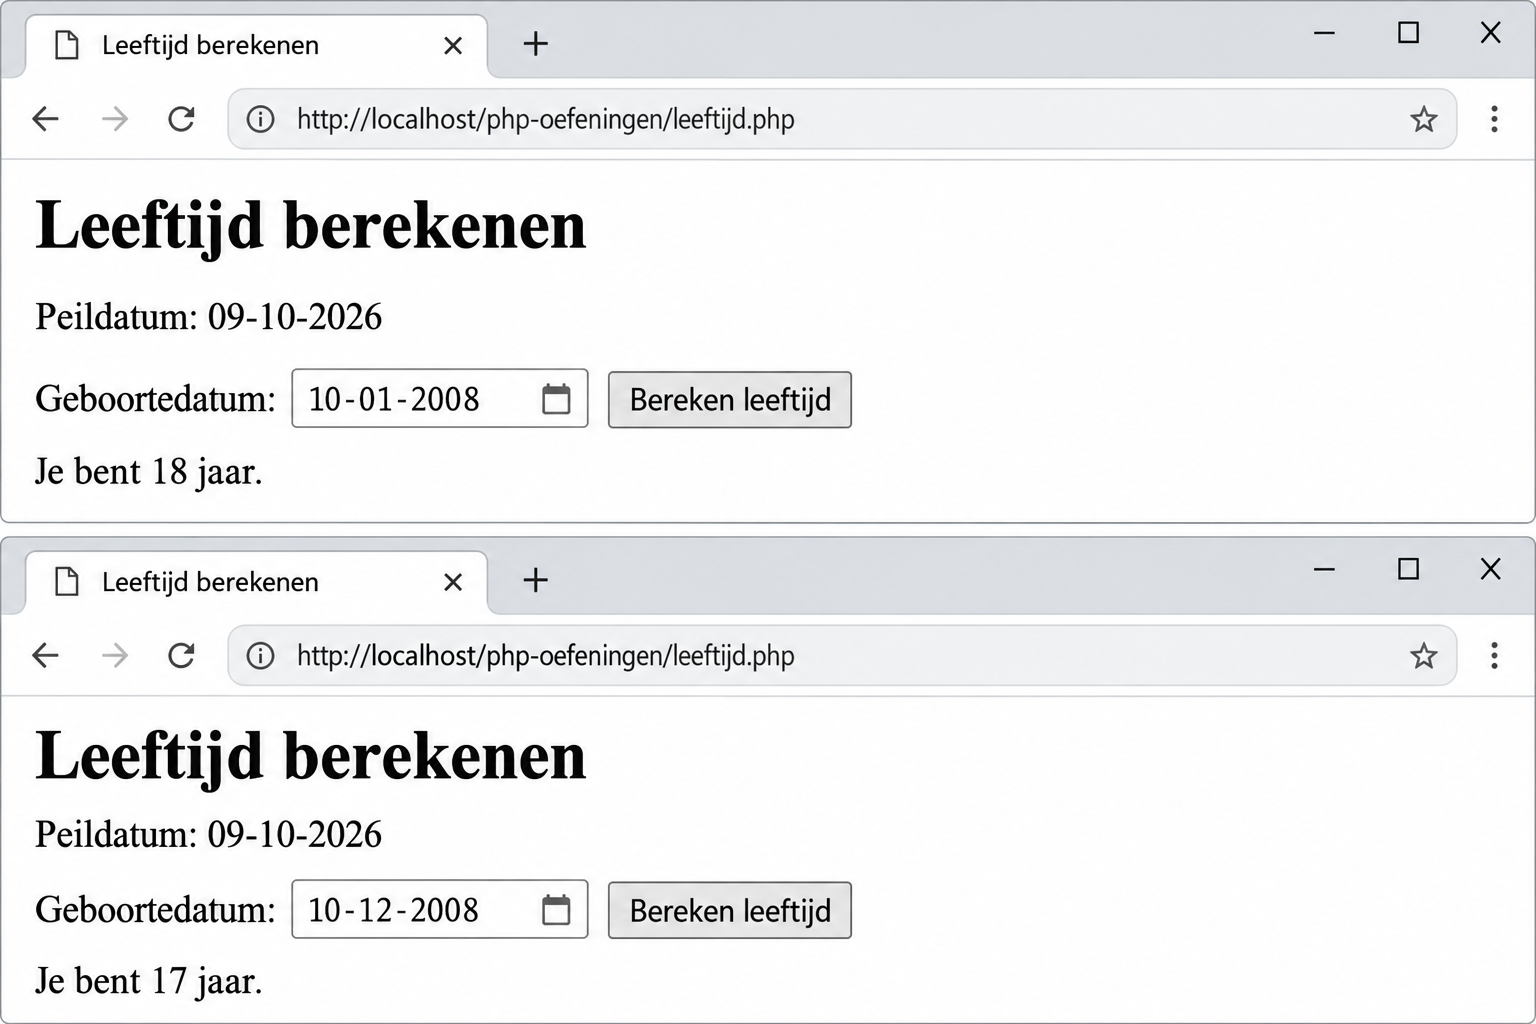 Leeftijd berekenen
http://localhost/php-oefeningen/leeftijd.php
Leeftijd berekenen
Peildatum: 09-10-2026
Geboortedatum: 10-01-2008 Bereken leeftijd
Je bent 18 jaar.
Leeftijd berekenen
http://localhost/php-oefeningen/leeftijd.php
Leeftijd berekenen
Peildatum: 09-10-2026
Geboortedatum: 10-12-2008 Bereken leeftijd
Je bent 17 jaar.